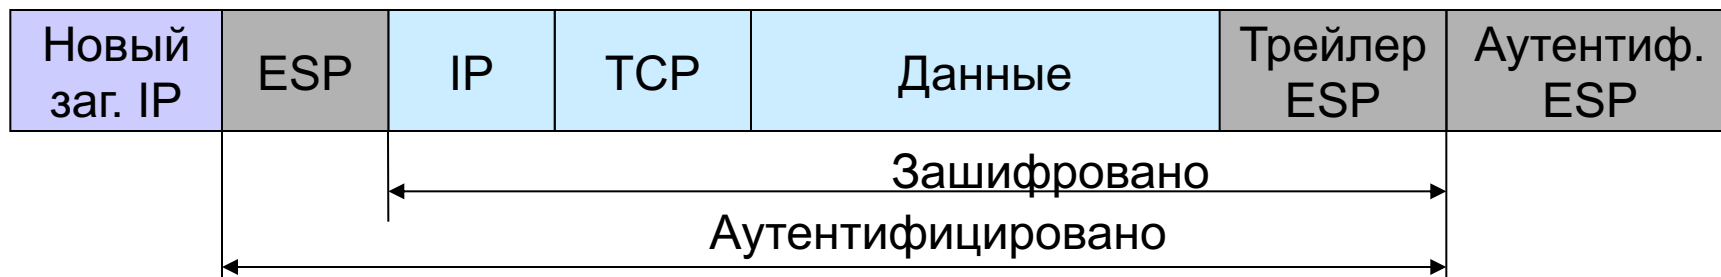 Новый
заг. IP
ESP
IP
TCP
Данные
Трейлер
ESP
Аутентиф.
ESP
Зашифровано
Аутентифицировано